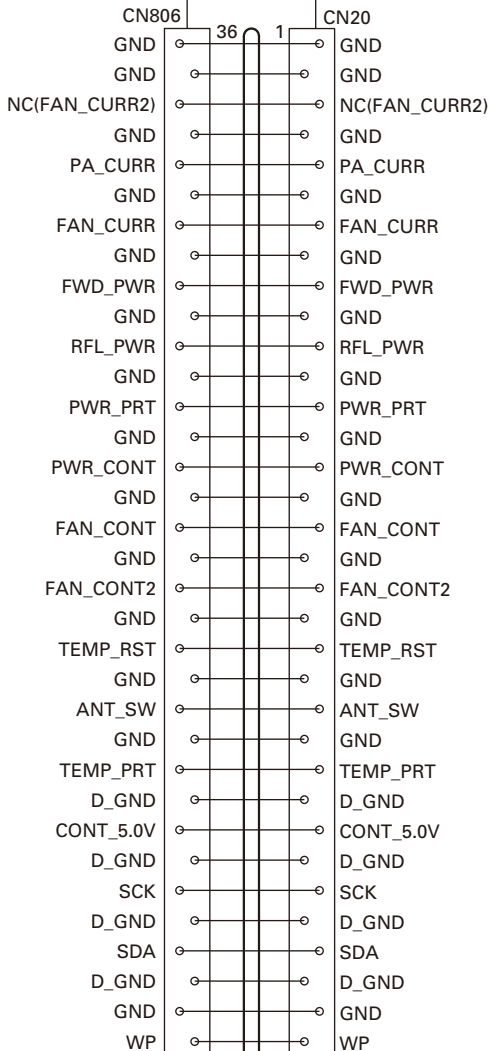 CN806 CN20
36 1
GND GND
GND GND
NC(FAN_CURR2) NC(FAN_CURR2)
GND GND
PA_CURR PA_CURR
GND GND
FAN_CURR FAN_CURR
GND GND
FWD_PWR FWD_PWR
GND GND
RFL_PWR RFL_PWR
GND GND
PWR_PRT PWR_PRT
GND GND
PWR_CONT PWR_CONT
GND GND
FAN_CONT FAN_CONT
GND GND
FAN_CONT2 FAN_CONT2
GND GND
TEMP_RST TEMP_RST
GND GND
ANT_SW ANT_SW
GND GND
TEMP_PRT TEMP_PRT
D_GND D_GND
CONT_5.0V CONT_5.0V
D_GND D_GND
SCK SCK
D_GND D_GND
SDA SDA
D_GND D_GND
GND GND
WP WP